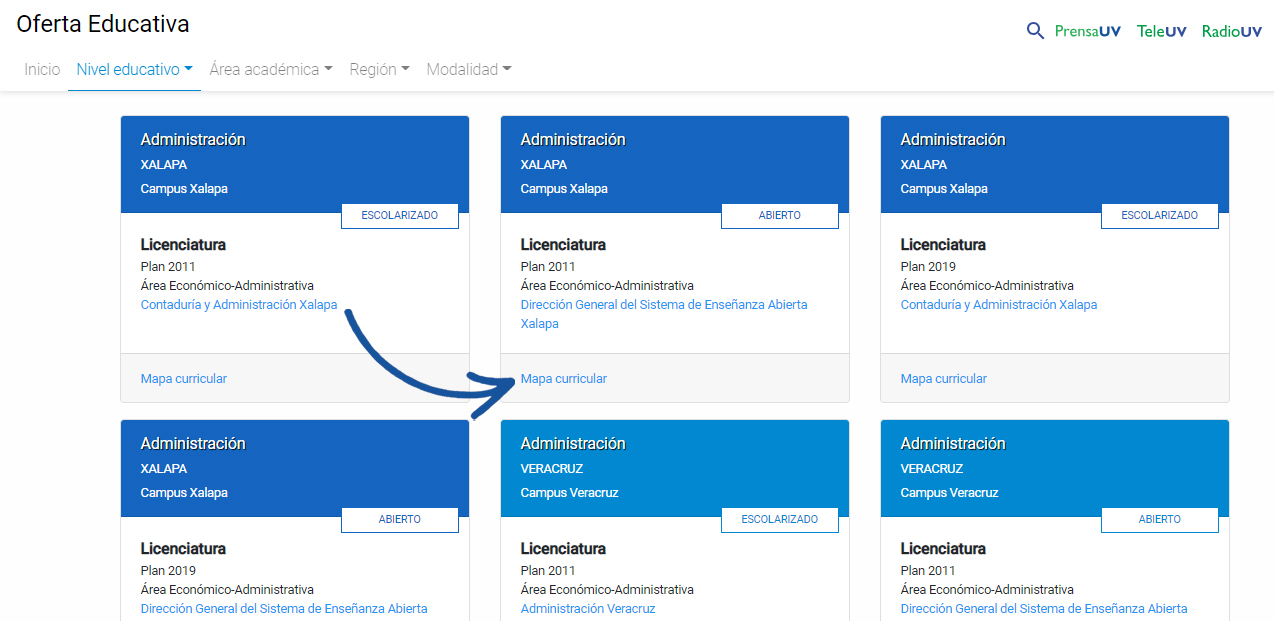 Oferta Educativa
PrensaUV TeleUV RadioUV
Inicio Nivel educativo Área académica Región Modalidad
Administración
XALAPA
Campus Xalapa
ESCOLARIZADO
Licenciatura
Plan 2011
Área Económico-Administrativa
Contaduría y Administración Xalapa
Mapa curricular
Administración
XALAPA
Campus Xalapa
ABIERTO
Licenciatura
Plan 2011
Área Económico-Administrativa
Dirección General del Sistema de Enseñanza Abierta
Xalapa
Mapa curricular
Administración
XALAPA
Campus Xalapa
ESCOLARIZADO
Licenciatura
Plan 2019
Área Económico-Administrativa
Contaduría y Administración Xalapa
Mapa curricular
Administración
XALAPA
Campus Xalapa
ABIERTO
Licenciatura
Plan 2019
Área Económico-Administrativa
Dirección General del Sistema de Enseñanza Abierta
Administración
VERACRUZ
Campus Veracruz
ESCOLARIZADO
Licenciatura
Plan 2011
Área Económico-Administrativa
Administración Veracruz
Administración
VERACRUZ
Campus Veracruz
ABIERTO
Licenciatura
Plan 2011
Área Económico-Administrativa
Dirección General del Sistema de Enseñanza Abierta